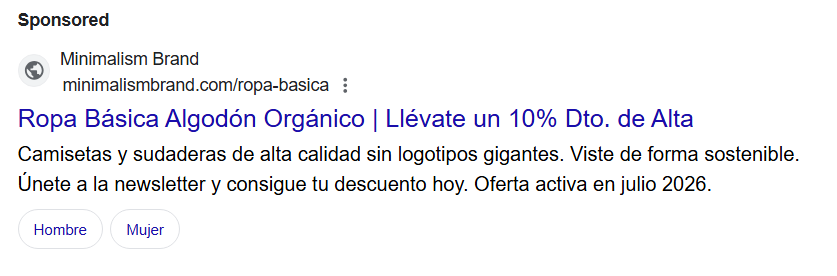 Sponsored
Minimalism Brand
minimalismbrand.com/ropa-basica
Ropa Básica Algodón Orgánico | Llévate un 10% Dto. de Alta
Camisetas y sudaderas de alta calidad sin logotipos gigantes. Viste de forma sostenible.
Únete a la newsletter y consigue tu descuento hoy. Oferta activa en julio 2026.
Hombre Mujer